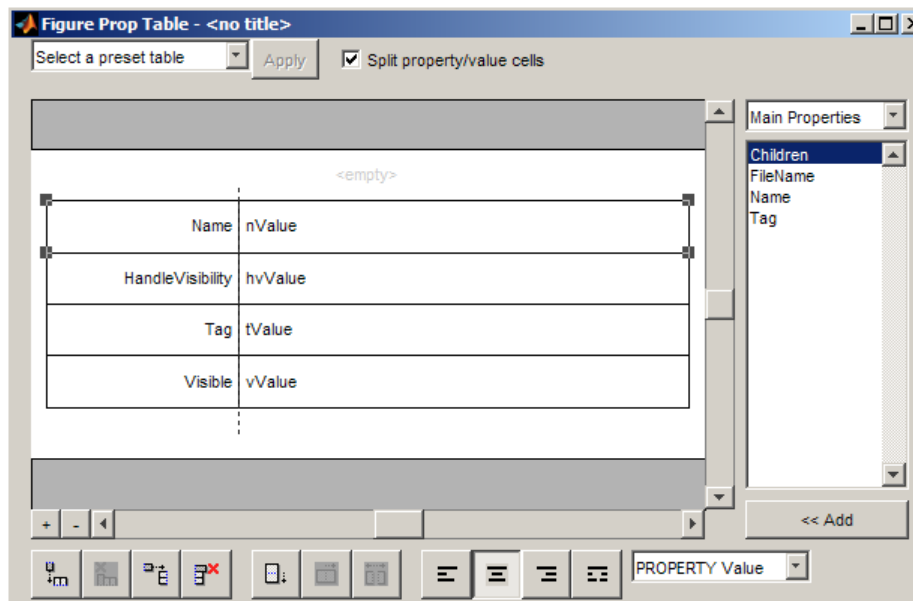 Figure Prop Table - <no title>
Select a preset table
Apply
Split property/value cells
Main Properties
Children
FileName
Name
Tag
<empty>
Name nValue
HandleVisibility hvValue
Tag tValue
Visible vValue
+ -
<< Add
PROPERTY Value